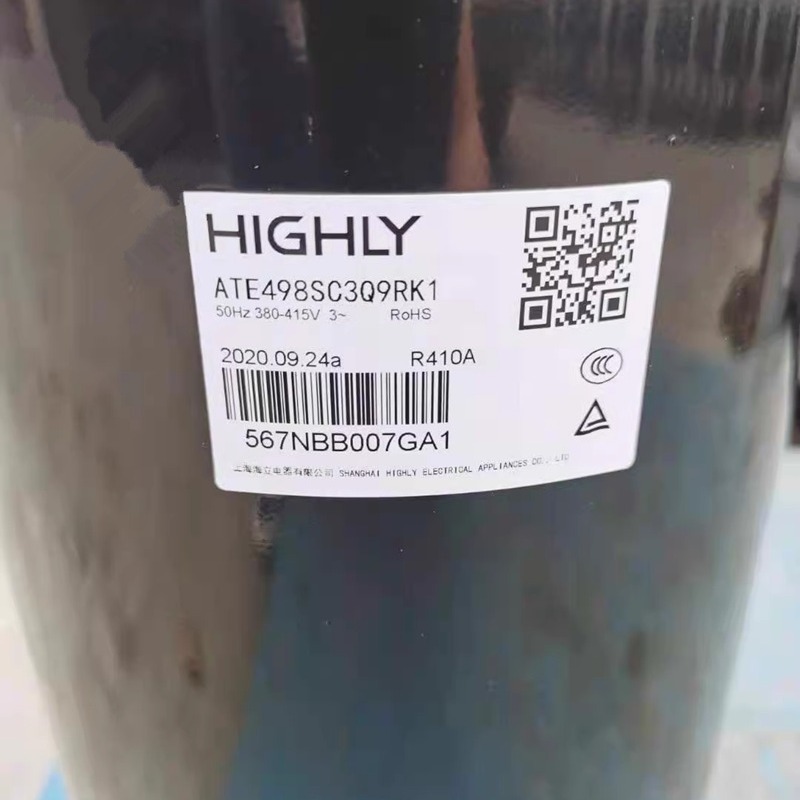 HIGHLY
ATE498SC3Q9RK1
50Hz 380-415V 3~ RoHS
2020.09.24a R410A
567NBB007GA1
上海海立电器有限公司 SHANGHAI HIGHLY ELECTRICAL APPLIANCES CO., LTD